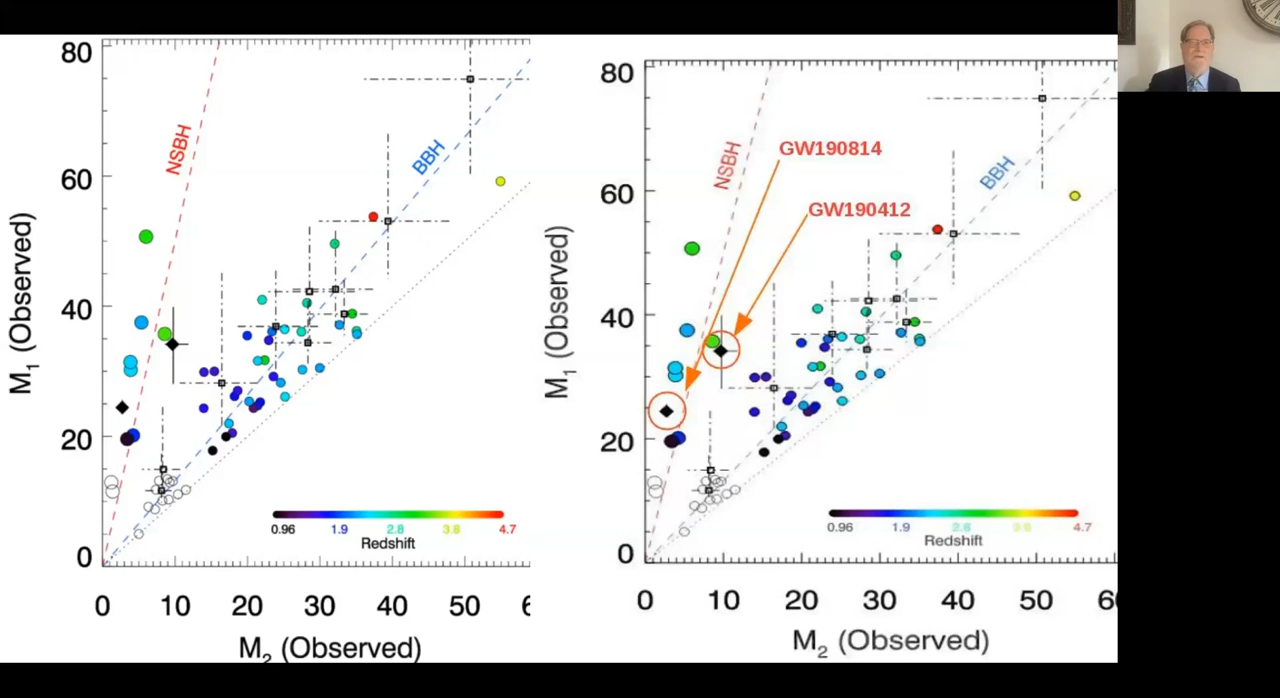 80
60
40
20
0
M1 (Observed)
NSBH
BBH
0.96 1.9 2.8 3.8 4.7
Redshift
0 10 20 30 40 50
M2 (Observed)
80
60
40
20
0
M1 (Observed)
NSBH
GW190814
BBH
GW190412
0.96 1.9 2.8 3.8 4.7
Redshift
0 10 20 30 40 50
M2 (Observed)